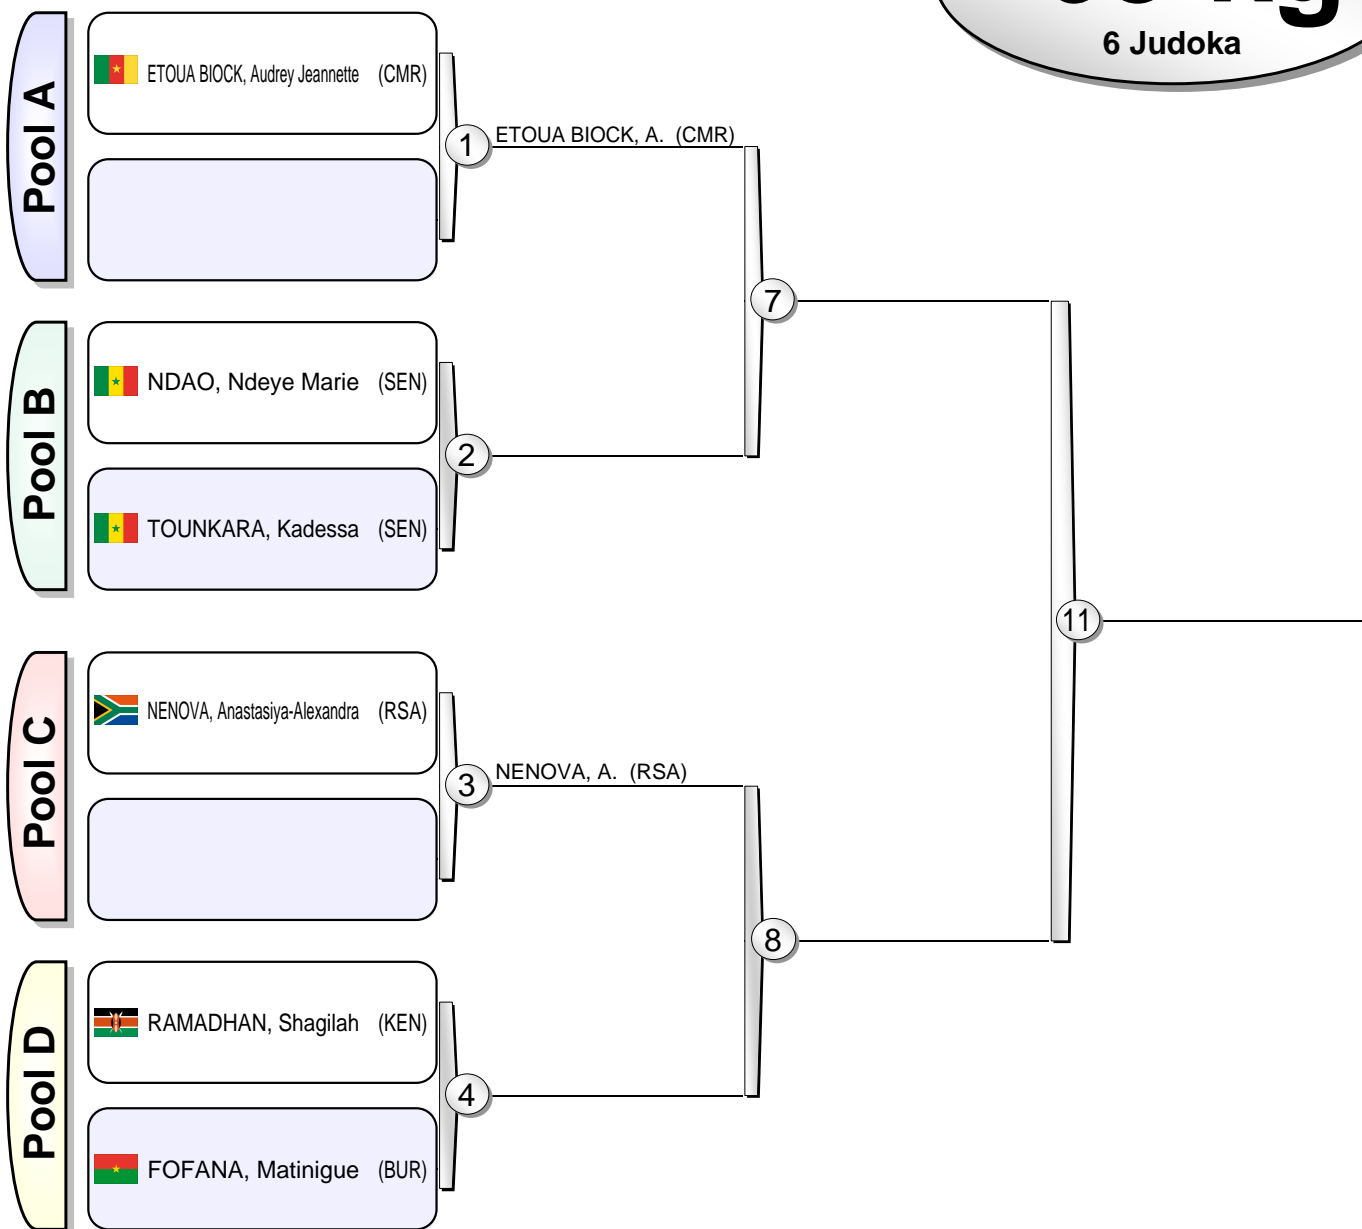 6 Judoka
Pool A
ETOUA BIOCK, Audrey Jeannette (CMR)
1
ETOUA BIOCK, A. (CMR)
7
Pool B
NDAO, Ndeye Marie (SEN)
2
TOUNKARA, Kadessa (SEN)
11
Pool C
NENOVA, Anastasiya-Alexandra (RSA)
3
NENOVA, A. (RSA)
8
Pool D
RAMADHAN, Shagilah (KEN)
4
FOFANA, Matinigue (BUR)